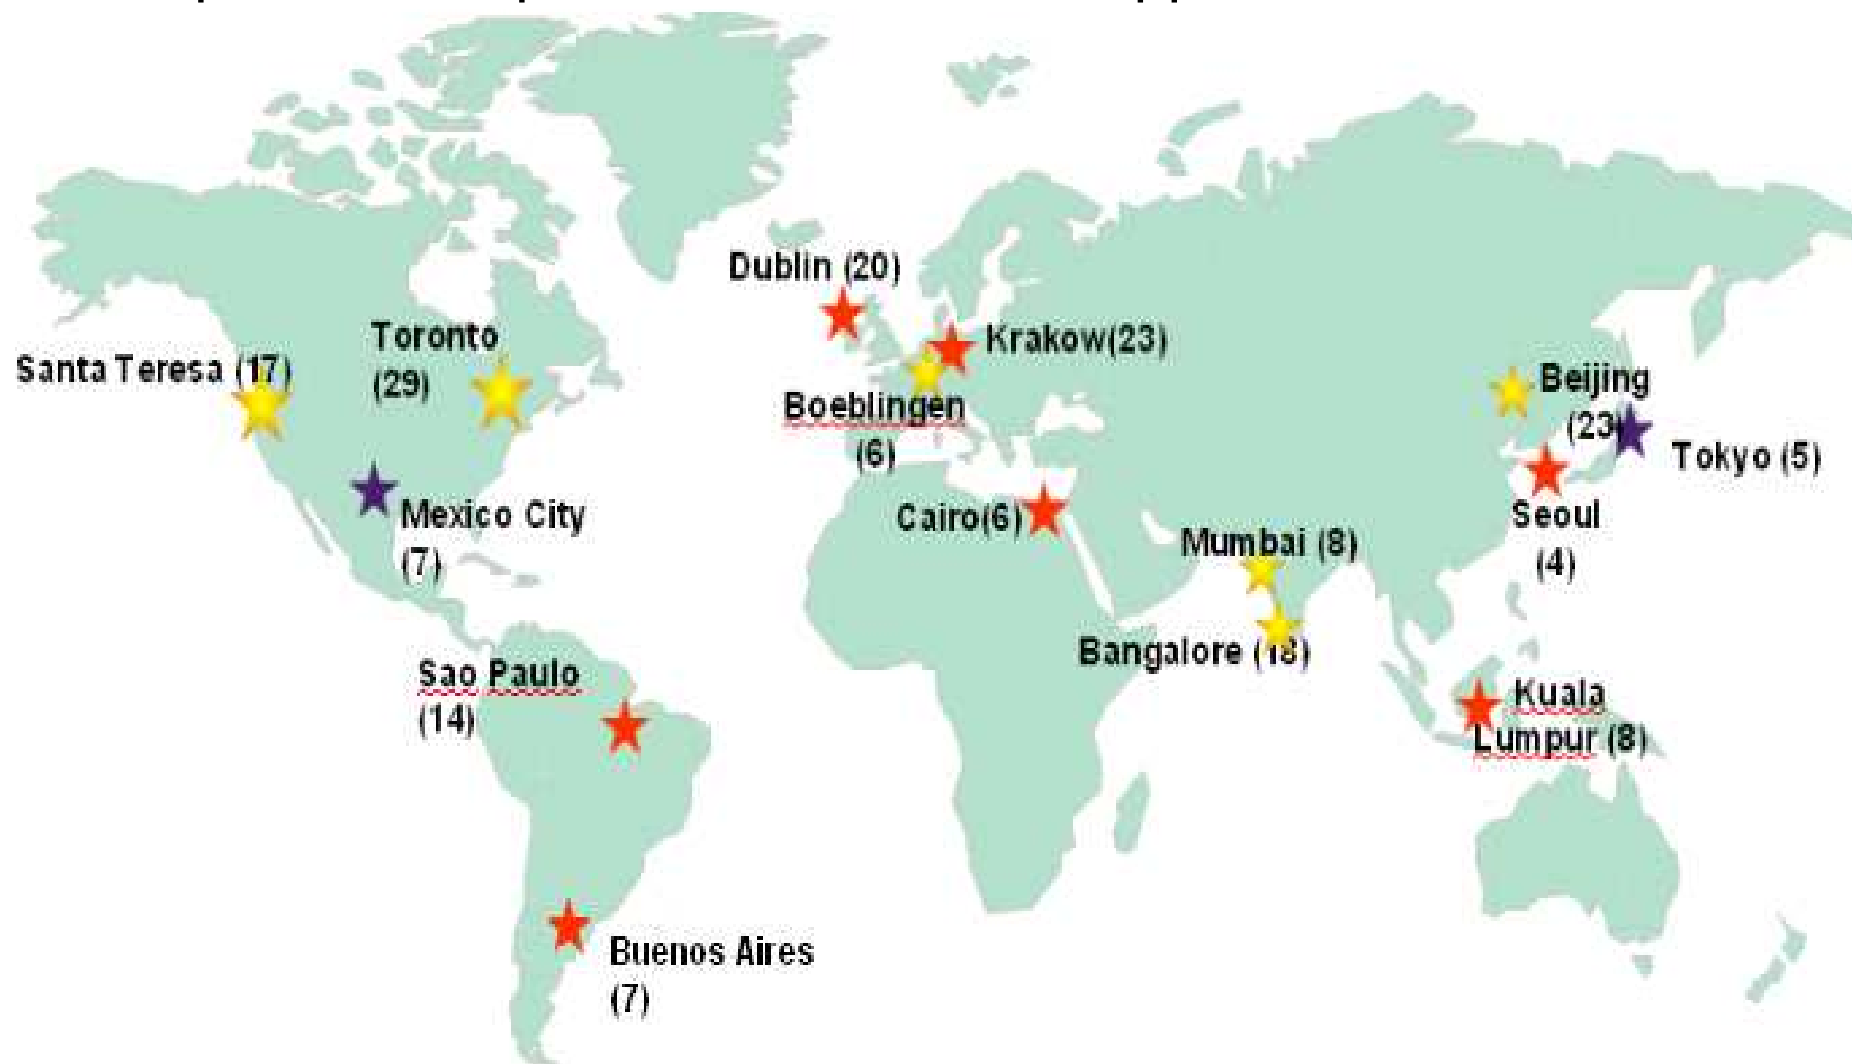 Dublin (20)
Toronto
(29)
Krakow(23)
Santa Teresa (17)
Beijing
(23)
Boeblingen
(6)
Tokyo (5)
Mexico City
(7)
Cairo(6)
Seoul
(4)
Mumbai (8)
Bangalore (18)
Sao Paulo
(14)
Kuala
Lumpur (8)
Buenos Aires
(7)